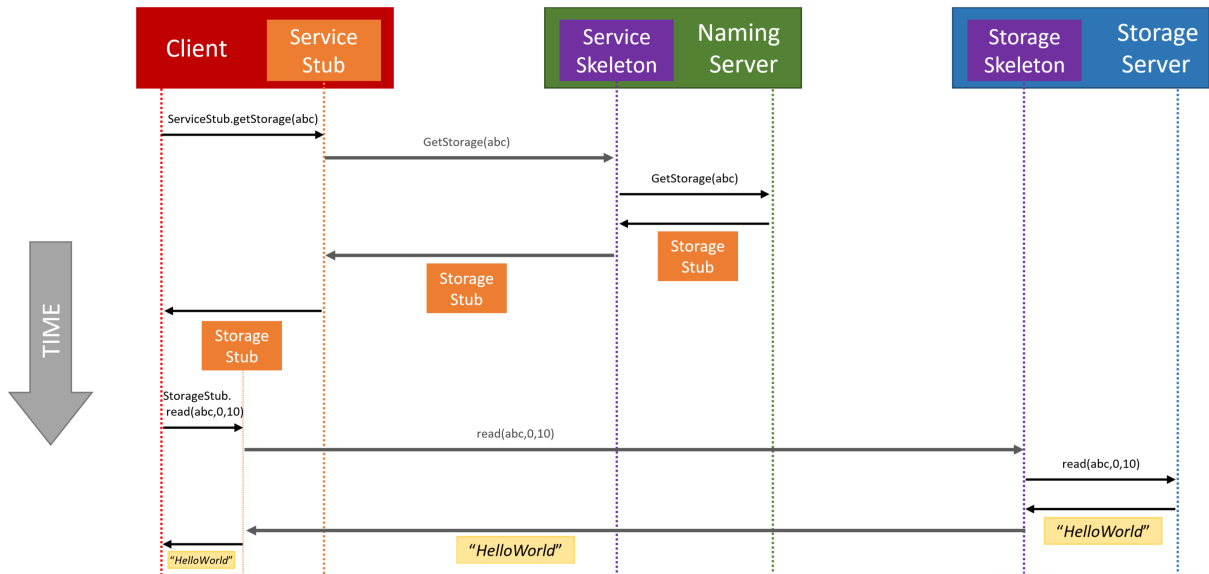 Client
Service
Stub
Service
Skeleton
Naming
Server
Storage
Skeleton
Storage
Server
ServiceStub.getStorage(abc)
GetStorage(abc)
GetStorage(abc)
Storage
Stub
Storage
Stub
Storage
Stub
TIME
StorageStub.
read(abc,0,10)
read(abc,0,10)
read(abc,0,10)
“HelloWorld”
“HelloWorld”
“HelloWorld”